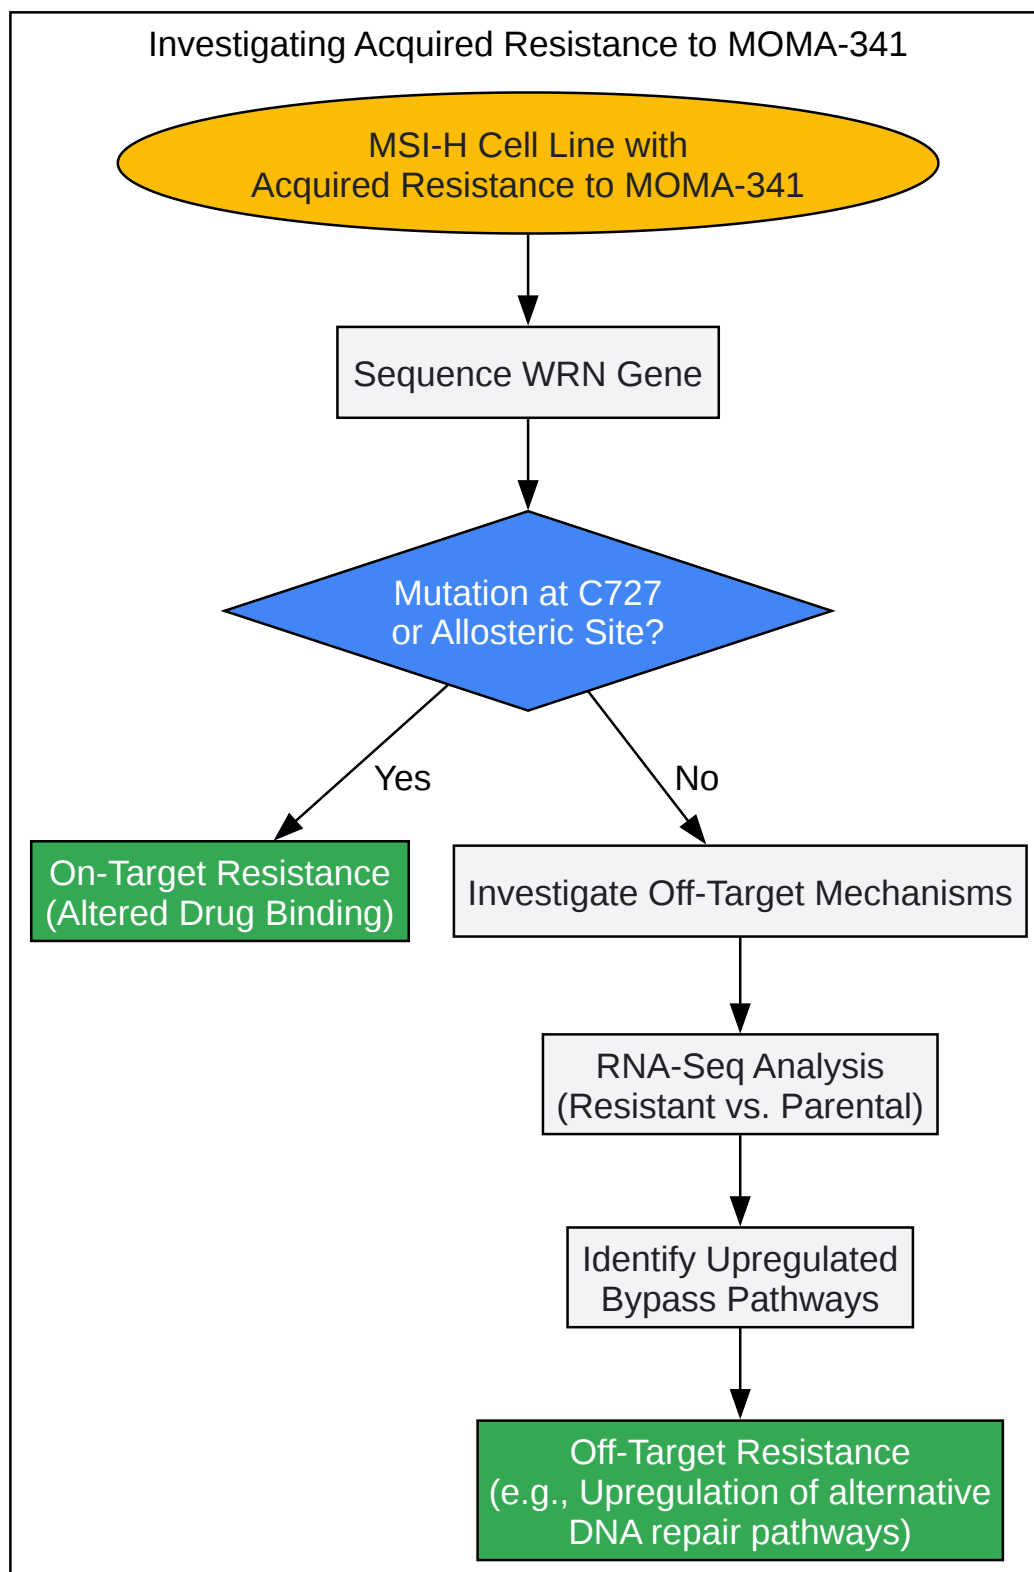 Investigating Acquired Resistance to MOMA-341
MSI-H Cell Line with
Acquired Resistance to MOMA-341
Sequence WRN Gene
Mutation at C727
or Allosteric Site?
Yes
No
On-Target Resistance
(Altered Drug Binding)
Investigate Off-Target Mechanisms
RNA-Seq Analysis
(Resistant vs. Parental)
Identify Upregulated
Bypass Pathways
Off-Target Resistance
(e.g., Upregulation of alternative
DNA repair pathways)